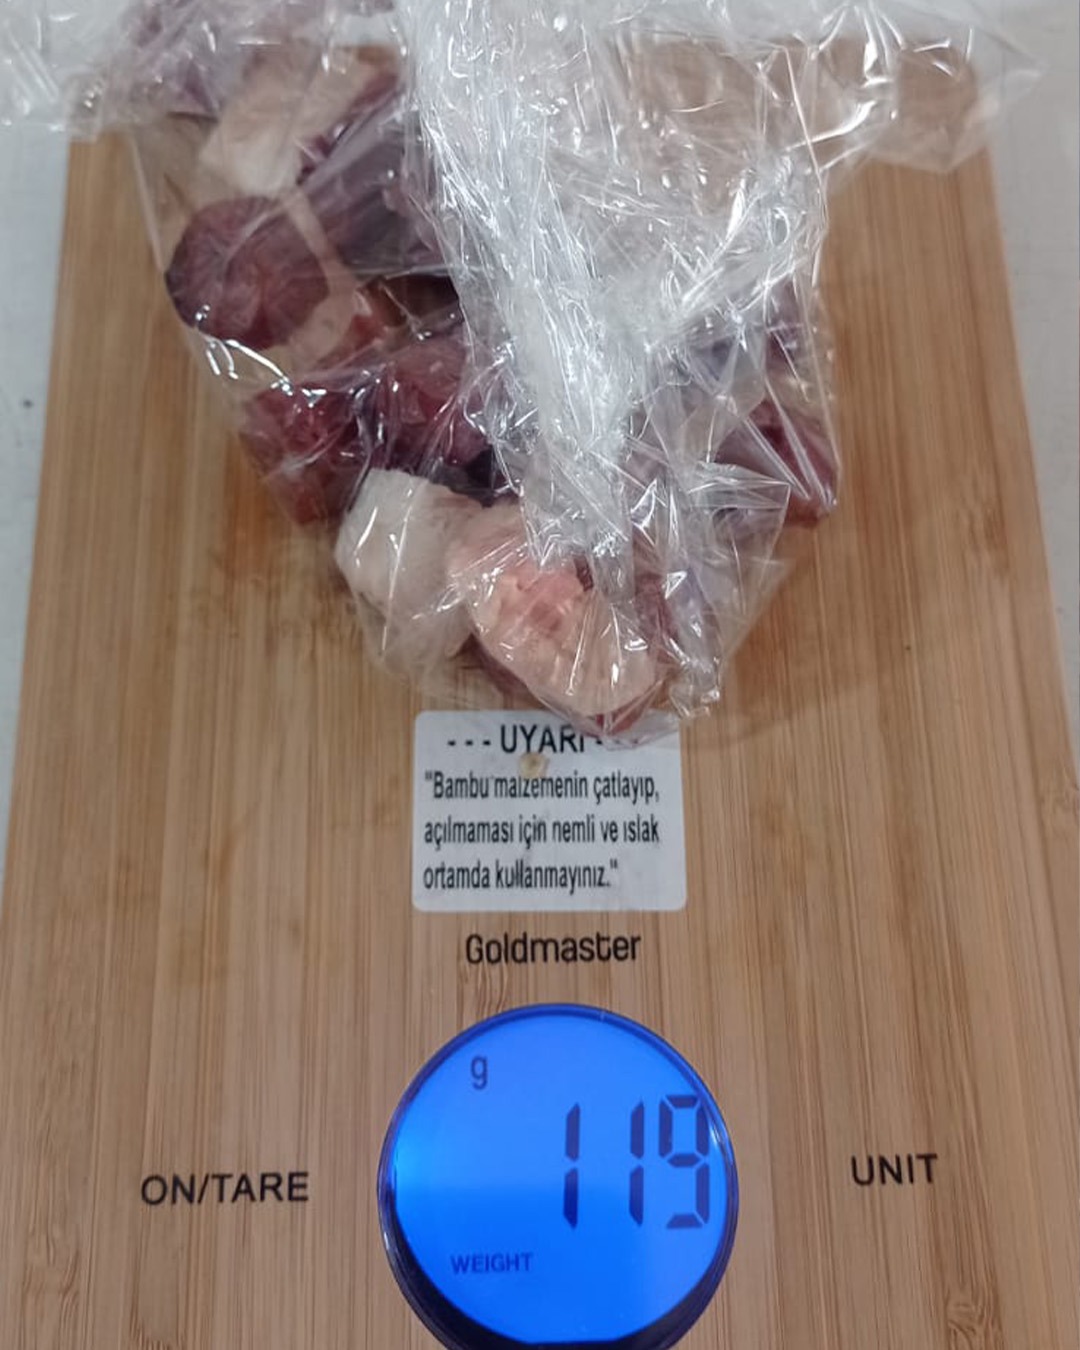 - - - UYARI - - -
"Bambu malzemenin çatlayıp,
açılmaması için nemli ve ıslak
ortamda kullanmayınız."
Goldmaster
g
119
ON/TARE
UNIT
WEIGHT